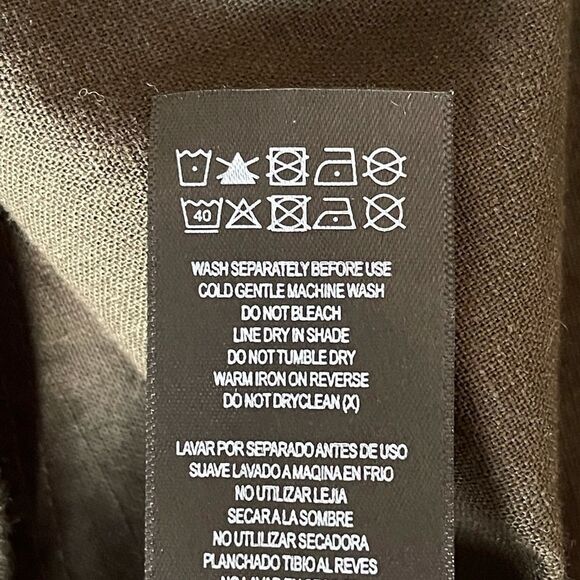 40
WASH SEPARATELY BEFORE USE
COLD GENTLE MACHINE WASH
DO NOT BLEACH
LINE DRY IN SHADE
DO NOT TUMBLE DRY
WARM IRON ON REVERSE
DO NOT DRYCLEAN (X)
LAVAR POR SEPARADO ANTES DE USO
SUAVE LAVADO A MAQINA EN FRIO
NO UTILIZAR LEJIA
SECAR A LA SOMBRE
NO UTILIZAR SECADORA
PLANCHADO TIBIO AL REVES